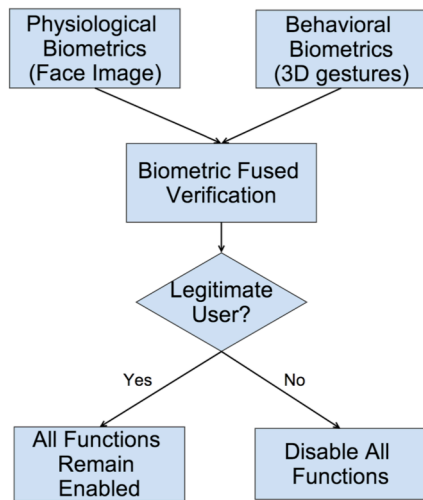 Physiological
Biometrics
(Face Image)
Behavioral
Biometrics
(3D gestures)
Biometric Fused
Verification
Legitimate
User?
Yes
No
All Functions
Remain
Enabled
Disable All
Functions